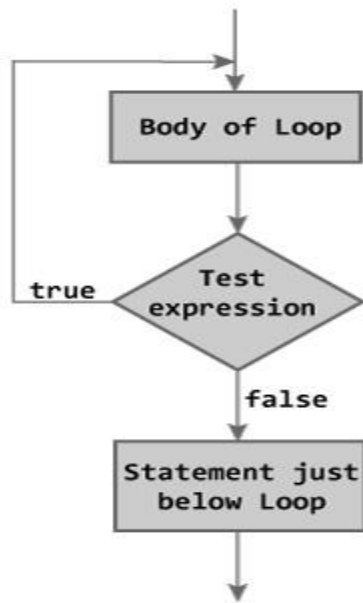 Body of Loop
Test
expression
true
false
Statement just
below Loop